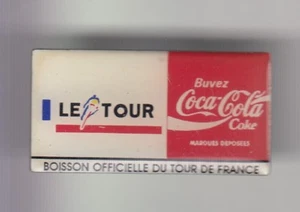 LE TOUR
Buvez
Coca-Cola
Coke
MARQUES DEPOSEES
BOISSON OFFICIELLE DU TOUR DE FRANCE